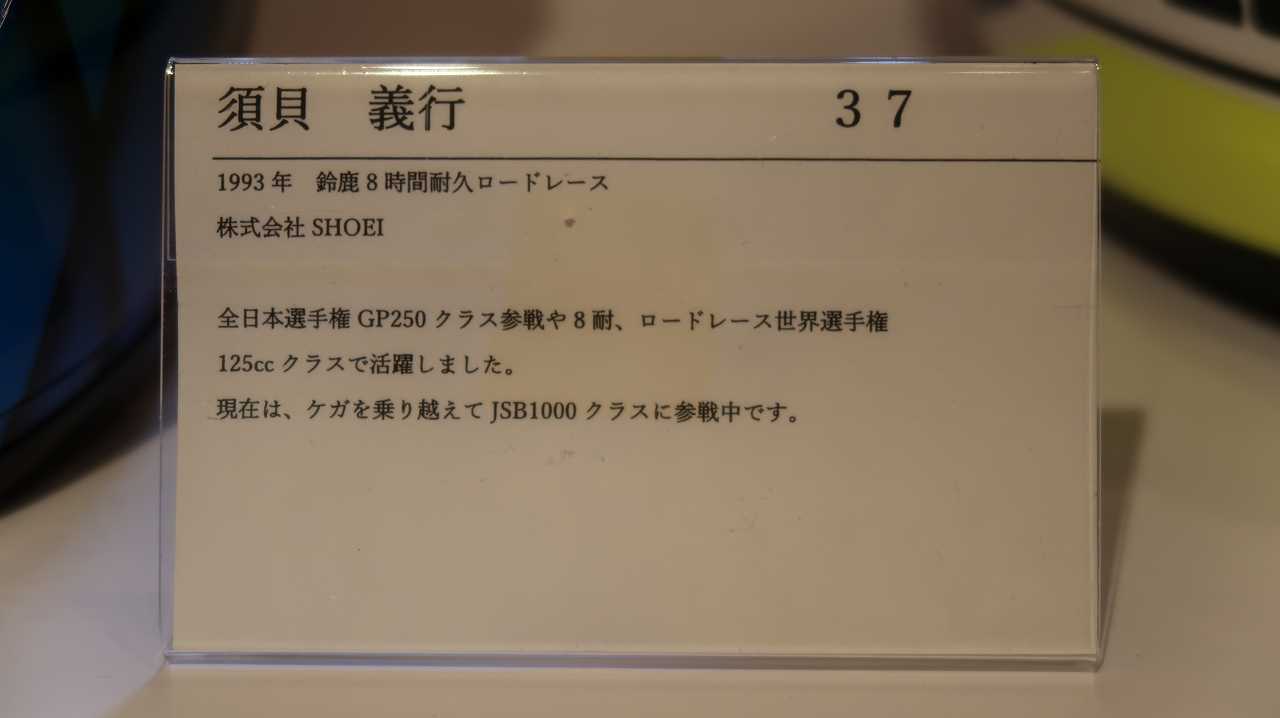 須貝　義行　３７
1993 年　鈴鹿 8 時間耐久ロードレース
株式会社 SHOEI
全日本選手権 GP250 クラス参戦や 8 耐、ロードレース世界選手権
125cc クラスで活躍しました。
現在は、ケガを乗り越えて JSB1000 クラスに参戦中です。